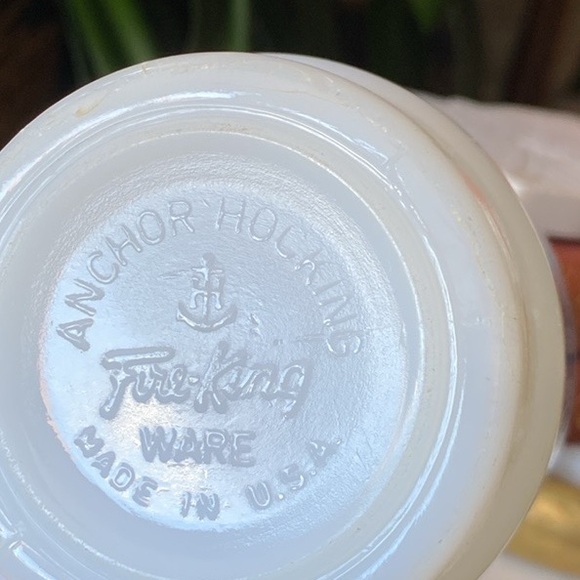 ANCHOR HOCKING
H
Fire-King
WARE
MADE IN U.S.A.